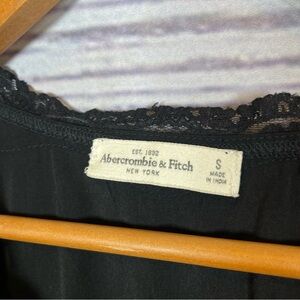 EST. 1892
Abercrombie & Fitch
NEW YORK
S
MADE
IN INDIA